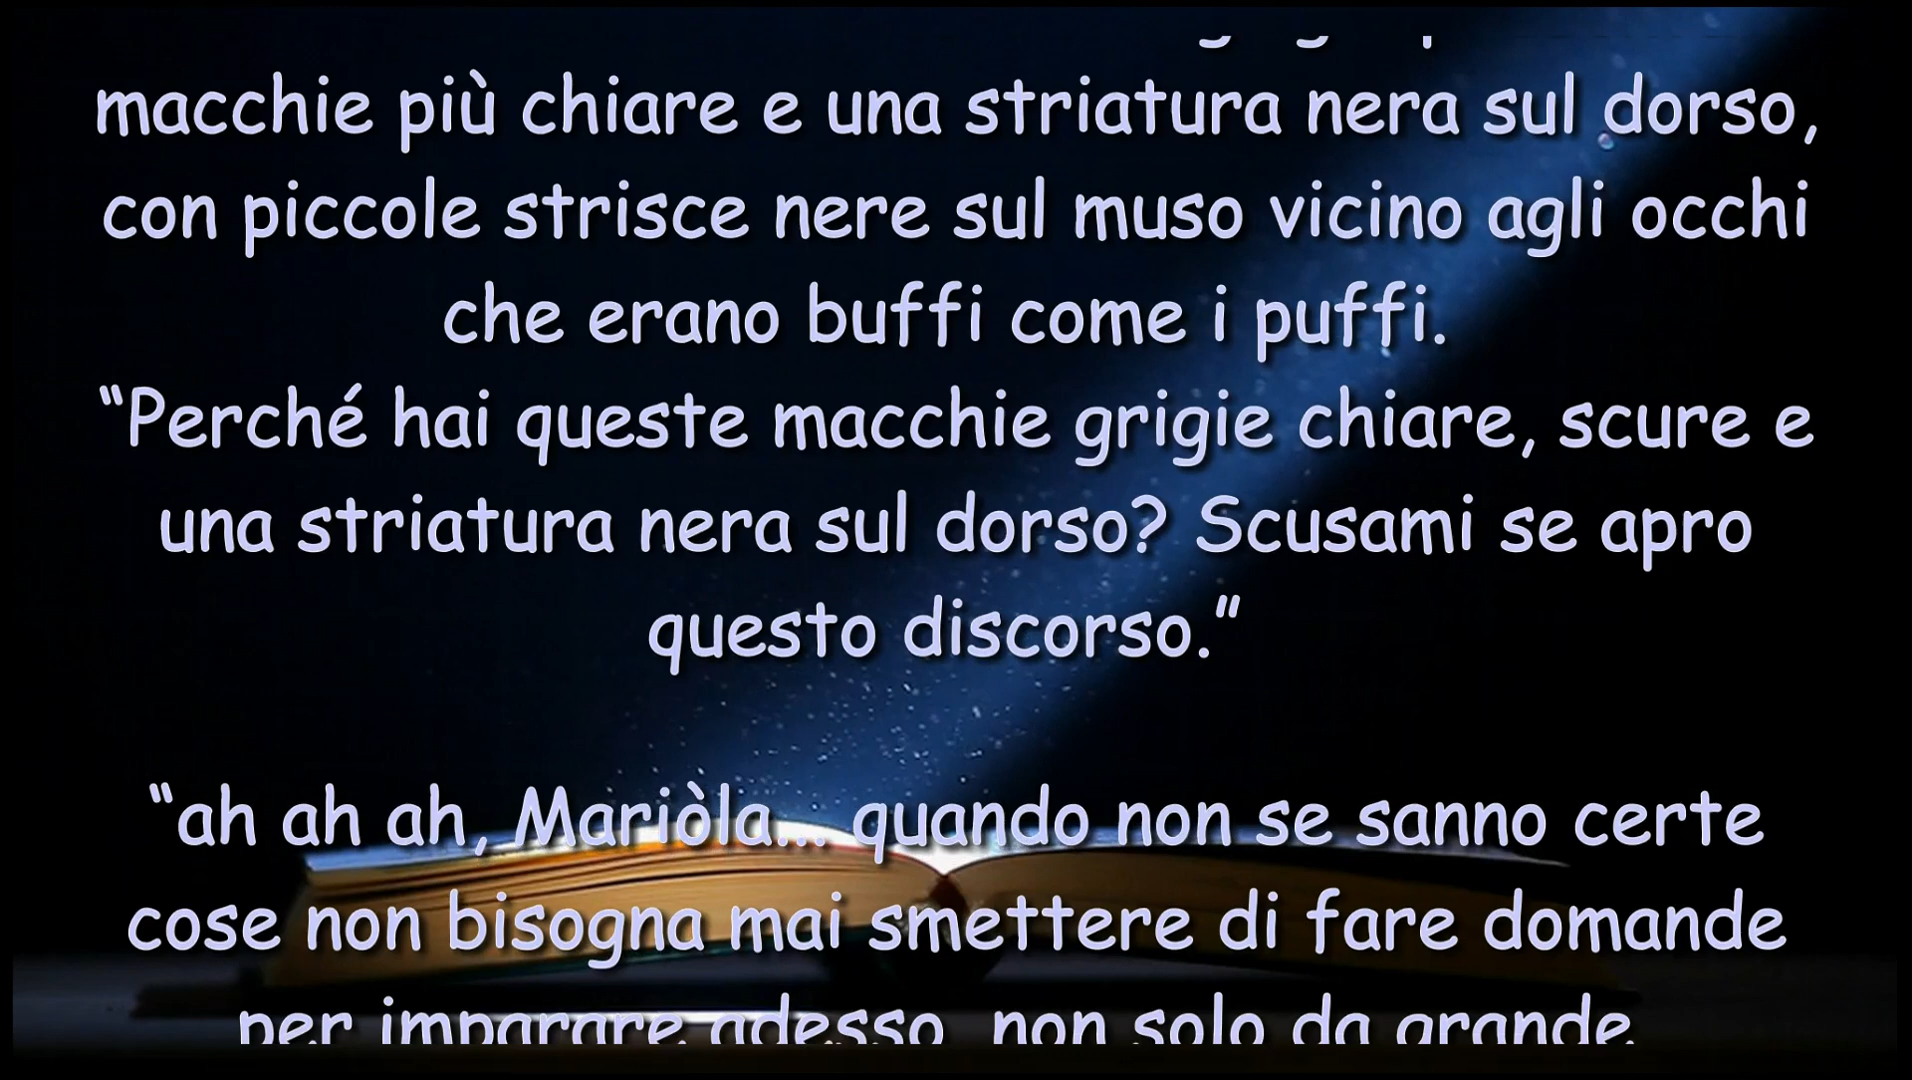 macchie più chiare e una striatura nera sul dorso,
con piccole strisce nere sul muso vicino agli occhi
che erano buffi come i puffi.
“Perché hai queste macchie grigie chiare, scure e
una striatura nera sul dorso? Scusami se apro
questo discorso.”
“ah ah ah, Mariòla... quando non se sanno certe
cose non bisogna mai smettere di fare domande
per imparare adesso, non solo da grande.